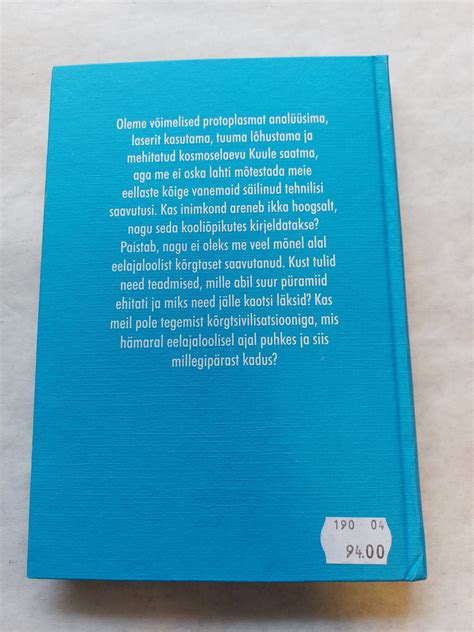 Oleme võimelised protoplasmat analüüsima,
laserit kasutama, tuuma lõhustama ja
mehitatud kosmoselaevu Kuule saatma,
aga me ei oska lahti mõtestada meie
eellaste kõige vanemaid säilinud tehnilisi
saavutusi. Kas inimkond areneb ikka hoogsalt,
nagu seda kooliõpikutes kirjeldatakse?
Paistab, nagu ei oleks me veel mõnel alal
eelajaloolist kõrgtaset saavutanud. Kust tulid
need teadmised, mille abil suur püramiid
ehitati ja miks need jälle kaotsi läksid? Kas
meil pole tegemist kõrgtsivilisatsiooniga, mis
hämaral eelajaloolisel ajal puhkes ja siis
millegipärast kadus?
190 04
94.00